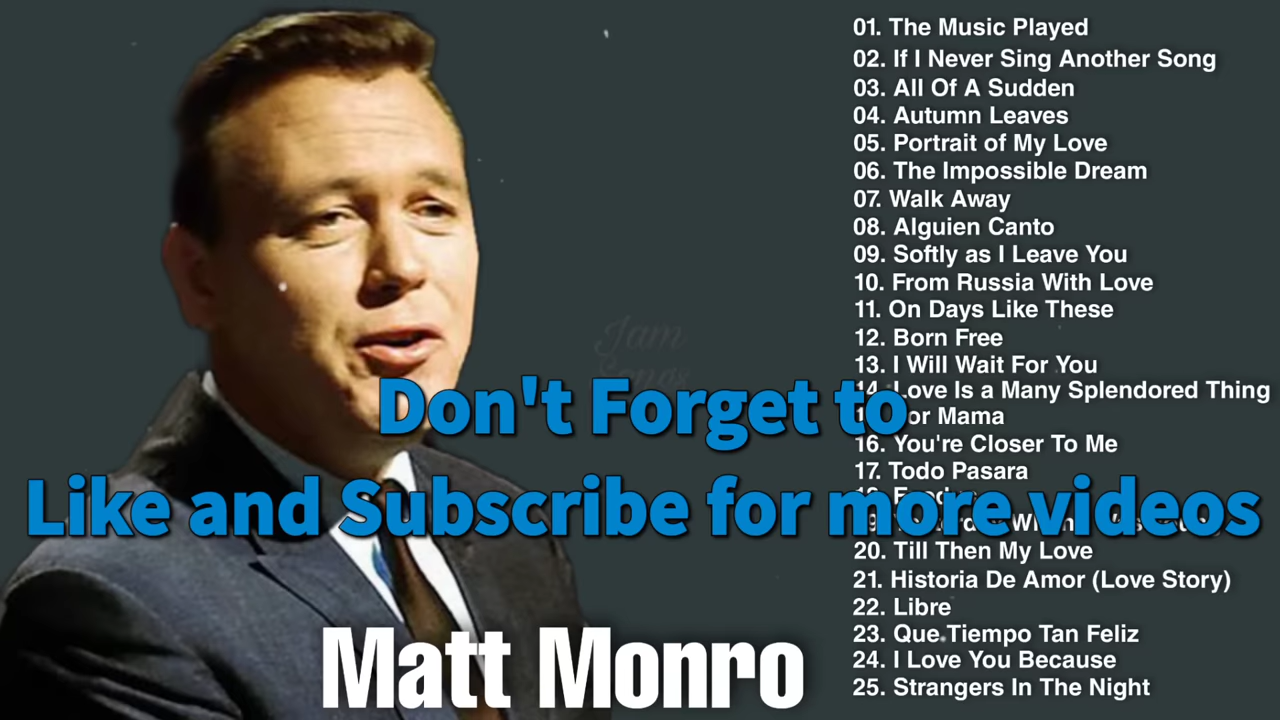 01. The Music Played
02. If I Never Sing Another Song
03. All Of A Sudden
04. Autumn Leaves
05. Portrait of My Love
06. The Impossible Dream
07. Walk Away
08. Alguien Canto
09. Softly as I Leave You
10. From Russia With Love
11. On Days Like These
12. Born Free
13. I Will Wait For You
14. Love Is a Many Splendored Thing
Mama
16. You're Closer To Me
17. Todo Pasara
20. Till Then My Love
21. Historia De Amor (Love Story)
22. Libre
23. Que Tiempo Tan Feliz
24. I Love You Because
25. Strangers In The Night
Jam
Songs
Don't Forget to
Like and Subscribe for more videos
Matt Monro